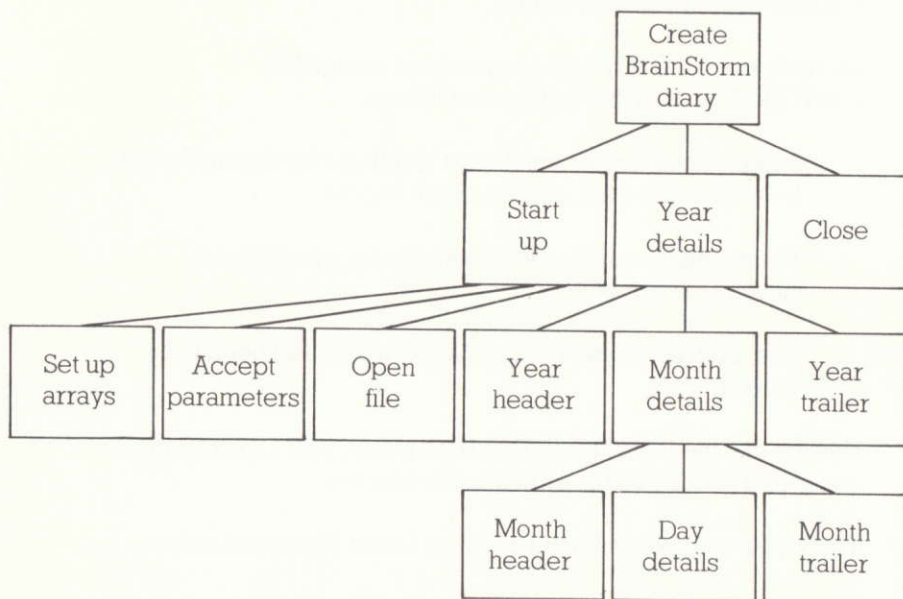 Create
BrainStorm
diary
Start
up
Year
details
Close
Set up
arrays
Accept
parameters
Open
file
Year
header
Month
details
Year
trailer
Month
header
Day
details
Month
trailer